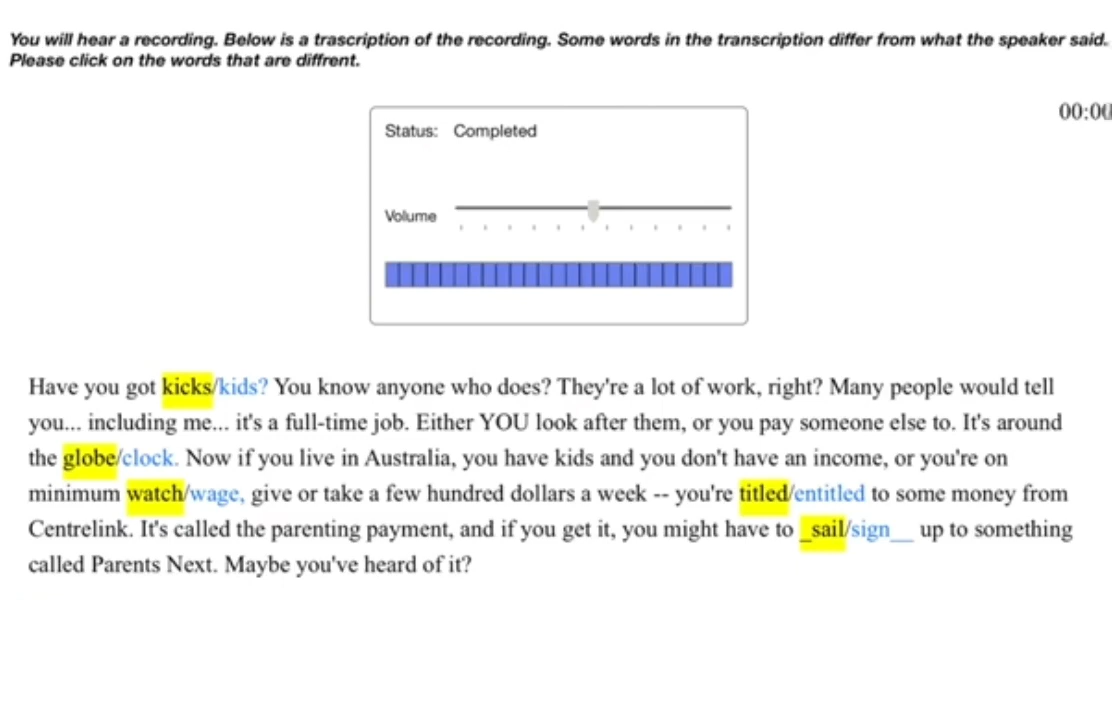 You will hear a recording. Below is a trascription of the recording. Some words in the transcription differ from what the speaker said.
Please click on the words that are diffrent.
00:00
Status: Completed
Volume
Have you got kicks/kids? You know anyone who does? They're a lot of work, right? Many people would tell
you... including me... it's a full-time job. Either YOU look after them, or you pay someone else to. It's around
the globe/clock. Now if you live in Australia, you have kids and you don't have an income, or you're on
minimum watch/wage, give or take a few hundred dollars a week -- you're titled/entitled to some money from
Centrelink. It's called the parenting payment, and if you get it, you might have to _sail/sign__ up to something
called Parents Next. Maybe you've heard of it?